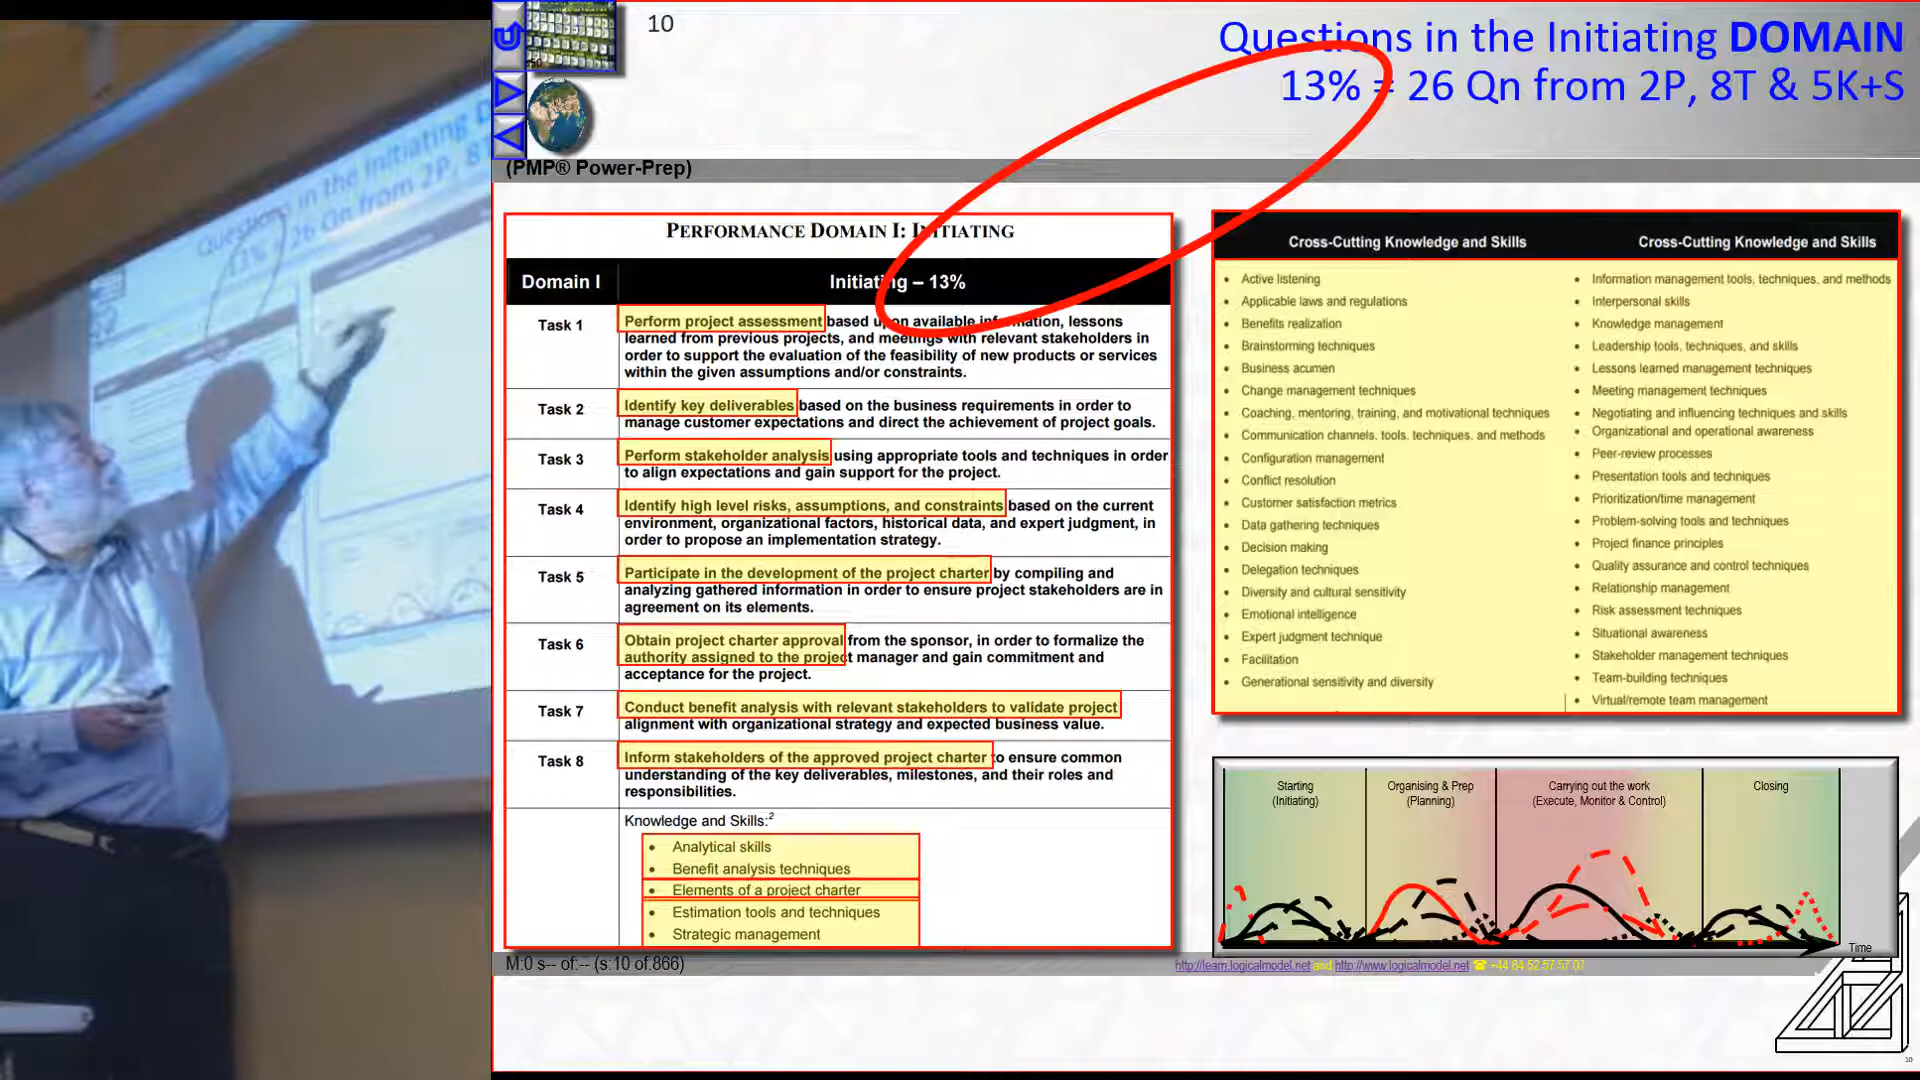 10
Questions in the Initiating DOMAIN
13% = 26 Qn from 2P, 8T & 5K+S
(PMP® Power-Prep)
PERFORMANCE DOMAIN I: INITIATING
Domain I
Initiating – 13%
Task 1
Perform project assessment based upon available information, lessons
learned from previous projects, and meetings with relevant stakeholders in
order to support the evaluation of the feasibility of new products or services
within the given assumptions and/or constraints.
Task 2
Identify key deliverables based on the business requirements in order to
manage customer expectations and direct the achievement of project goals.
Task 3
Perform stakeholder analysis using appropriate tools and techniques in order
to align expectations and gain support for the project.
Task 4
Identify high level risks, assumptions, and constraints based on the current
environment, organizational factors, historical data, and expert judgment, in
order to propose an implementation strategy.
Task 5
Participate in the development of the project charter by compiling and
analyzing gathered information in order to ensure project stakeholders are in
agreement on its elements.
Task 6
Obtain project charter approval from the sponsor, in order to formalize the
authority assigned to the project manager and gain commitment and
acceptance for the project.
Task 7
Conduct benefit analysis with relevant stakeholders to validate project
alignment with organizational strategy and expected business value.
Task 8
Inform stakeholders of the approved project charter to ensure common
understanding of the key deliverables, milestones, and their roles and
responsibilities.
Knowledge and Skills:2
• Analytical skills
• Benefit analysis techniques
• Elements of a project charter
• Estimation tools and techniques
• Strategic management
Cross-Cutting Knowledge and Skills
• Active listening
• Applicable laws and regulations
• Benefits realization
• Brainstorming techniques
• Business acumen
• Change management techniques
• Coaching, mentoring, training, and motivational techniques
• Communication channels, tools, techniques, and methods
• Configuration management
• Conflict resolution
• Customer satisfaction metrics
• Data gathering techniques
• Decision making
• Delegation techniques
• Diversity and cultural sensitivity
• Emotional intelligence
• Expert judgment technique
• Facilitation
• Generational sensitivity and diversity
Cross-Cutting Knowledge and Skills
• Information management tools, techniques, and methods
• Interpersonal skills
• Knowledge management
• Leadership tools, techniques, and skills
• Lessons learned management techniques
• Meeting management techniques
• Negotiating and influencing techniques and skills
• Organizational and operational awareness
• Peer-review processes
• Presentation tools and techniques
• Prioritization/time management
• Problem-solving tools and techniques
• Project finance principles
• Quality assurance and control techniques
• Relationship management
• Risk assessment techniques
• Situational awareness
• Stakeholder management techniques
• Team-building techniques
• Virtual/remote team management
Starting
(Initiating)
Organising & Prep
(Planning)
Carrying out the work
(Execute, Monitor & Control)
Closing
Time
M:0 s-- of:-- (s:10 of:866)
http://learn.logicalmodel.net and http://www.logicalmodel.net ☎ +44 84 52 57 57 07
10
Questions in the Initiating
13% = 26 Qn from 2P, 8